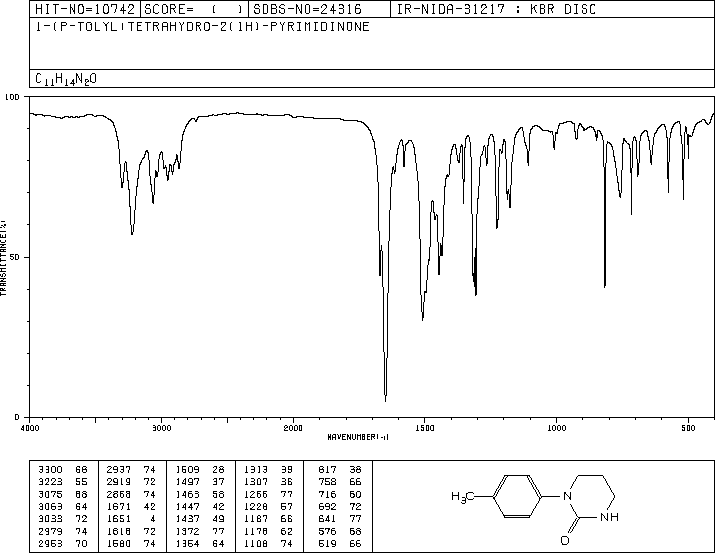 HIT-NO=10742 SCORE= ( ) SDBS-NO=24316 IR-NIDA-31217 : KBR DISC
1-(P-TOLYL)TETRAHYDRO-2(1H)-PYRIMIDINONE
C11H14N2O
100
50
0
TRANSMITTANCE(%)
4000 3000 2000 1500 1000 500
WAVENUMBER(-1)
3300 68 2937 74 1509 28 1313 39 817 38
3223 55 2919 72 1497 37 1307 36 758 66
3075 68 2868 74 1463 58 1266 77 716 60
3063 64 1671 42 1447 42 1228 57 692 72
3033 72 1651 4 1437 49 1187 66 641 77
2979 74 1618 72 1372 77 1178 62 576 68
2953 70 1580 74 1354 64 1108 74 519 66
H3C
N
O
NH